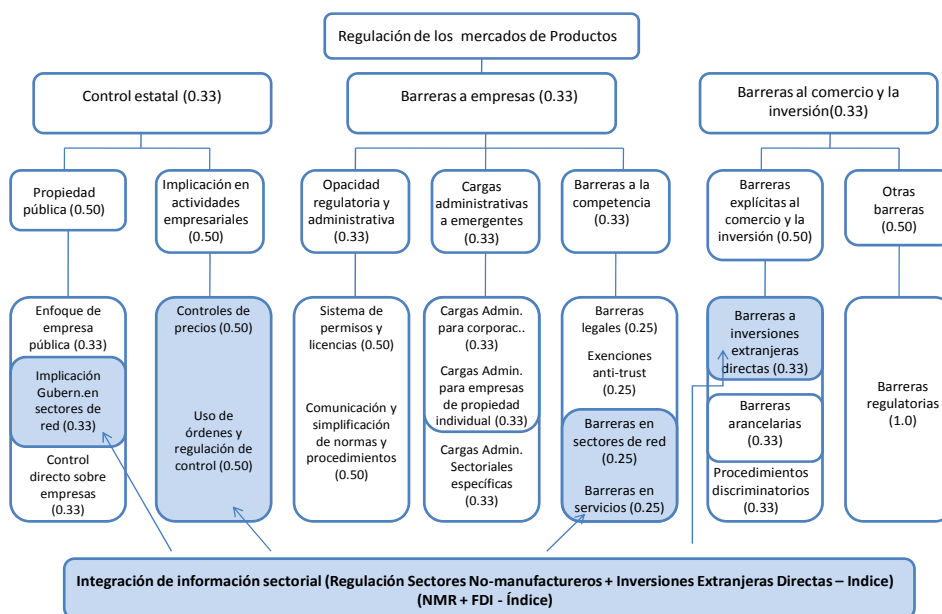 Regulación de los mercados de Productos
Control estatal (0.33)
Barreras a empresas (0.33)
Barreras al comercio y la
inversión(0.33)
Propiedad
pública (0.50)
Implicación en
actividades
empresariales
(0.50)
Opacidad
regulatoria y
administrativa
(0.33)
Cargas
administrativas
a emergentes
(0.33)
Barreras a la
competencia
(0.33)
Barreras
explícitas al
comercio y la
inversión (0.50)
Otras
barreras
(0.50)
Enfoque de
empresa
pública (0.33)
Implicación
Gubern.en
sectores de
red (0.33)
Control
directo sobre
empresas
(0.33)
Controles de
precios (0.50)
Uso de
órdenes y
regulación de
control (0.50)
Sistema de
permisos y
licencias (0.50)
Comunicación y
simplificación
de normas y
procedimientos
(0.50)
Cargas Admin.
para corporac..
(0.33)
Cargas Admin.
para empresas
de propiedad
individual (0.33)
Cargas Admin.
Sectoriales
específicas
(0.33)
Barreras
legales (0.25)
Exenciones
anti-trust
(0.25)
Barreras en
sectores de red
(0.25)
Barreras en
servicios (0.25)
Barreras a
inversiones
extranjeras
directas (0.33)
Barreras
arancelarias
(0.33)
Procedimientos
discriminatorios
(0.33)
Barreras
regulatorias
(1.0)
Integración de información sectorial (Regulación Sectores No-manufactureros + Inversiones Extranjeras Directas – Indice)
(NMR + FDI - Índice)